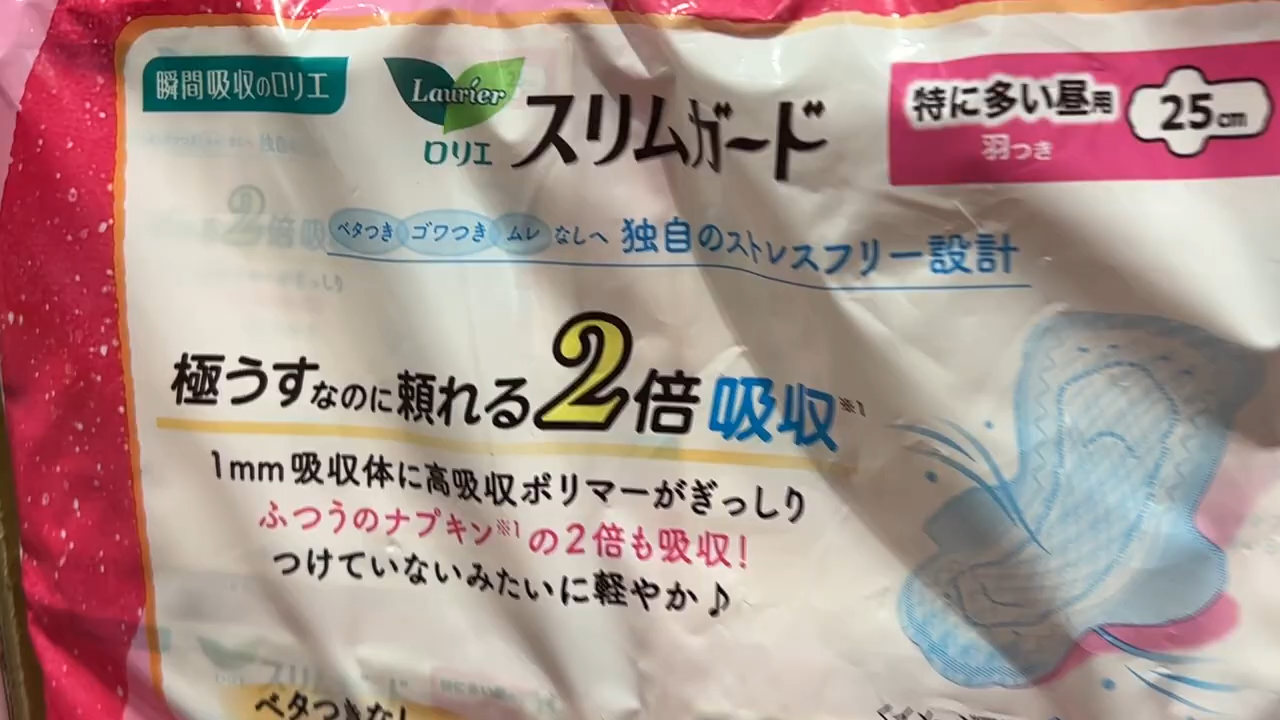 瞬間吸収のロリエ
Laurier
ロリエ
スリムガード
特に多い昼用
羽つき
25cm
ベタつき ゴワつき ムレ なしへ 独自のストレスフリー設計
極うすなのに頼れる2倍吸収※1
1mm吸収体に高吸収ポリマーがぎっしり
ふつうのナプキン※1の2倍も吸収!
つけていないみたいに軽やか♪
ベタつきなし